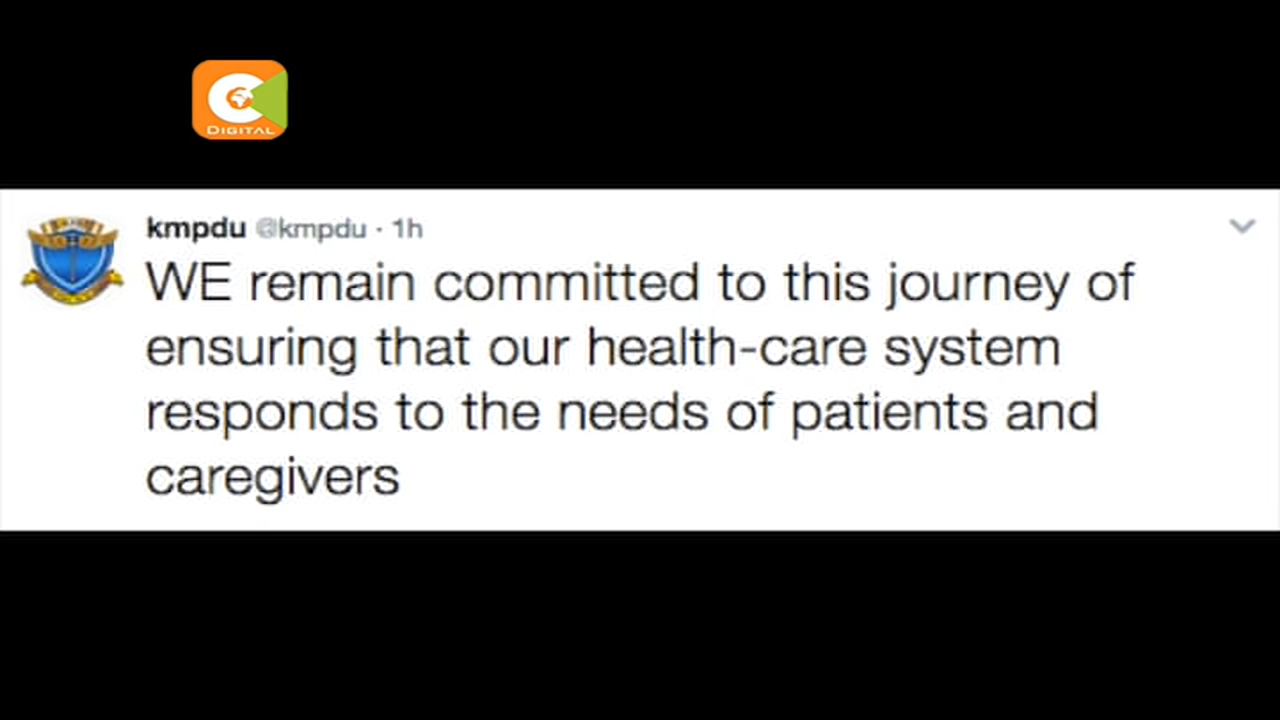 DIGITAL
kmpdu @kmpdu · 1h
WE remain committed to this journey of
ensuring that our health-care system
responds to the needs of patients and
caregivers